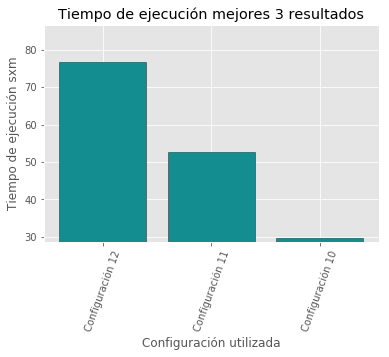 Tiempo de ejecución mejores 3 resultados
Tiempo de ejecución sxm
80
70
60
50
40
30
Configuración 12
Configuración 11
Configuración 10
Configuración utilizada